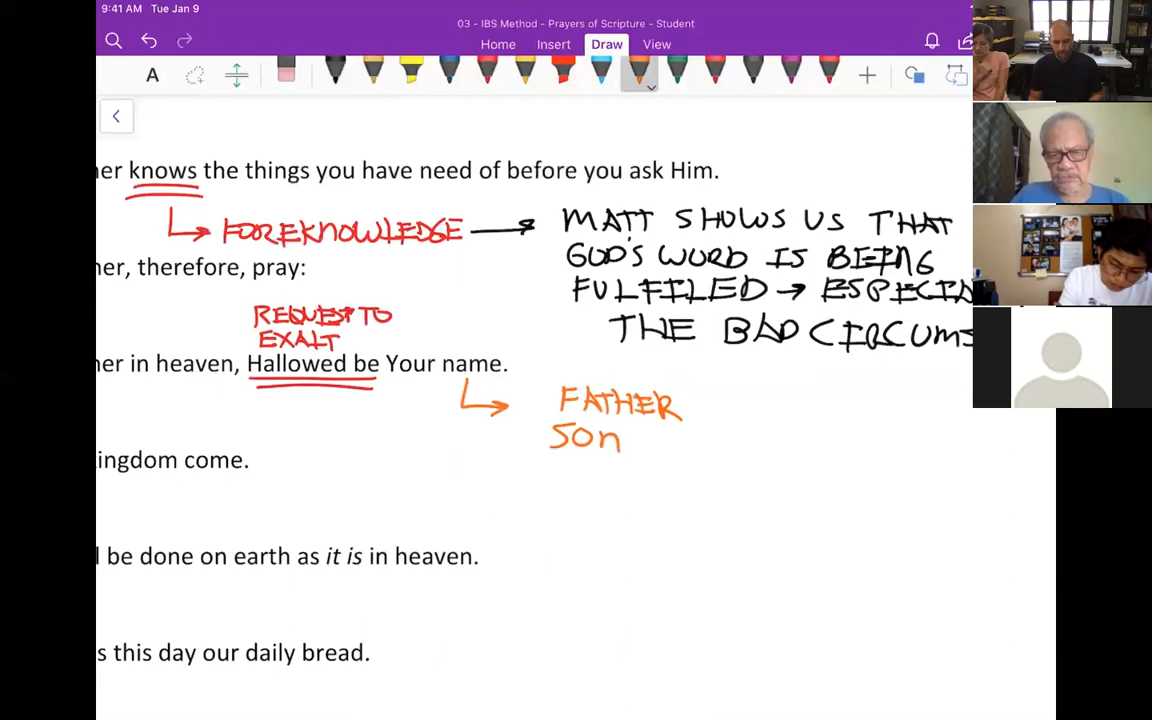 9:41 AM Tue Jan 9
03 - IBS Method - Prayers of Scripture - Student
Home Insert Draw View
A
her knows the things you have need of before you ask Him.
FOREKNOWLEDGE → MATT SHOWS US THAT
GOD'S WORD IS BEING
her, therefore, pray:
FULFILED → ESPECIA
REQUEST TO
EXALT
THE BAD CIRCUMS
her in heaven, Hallowed be Your name.
FATHER
SON
kingdom come.
l be done on earth as it is in heaven.
s this day our daily bread.